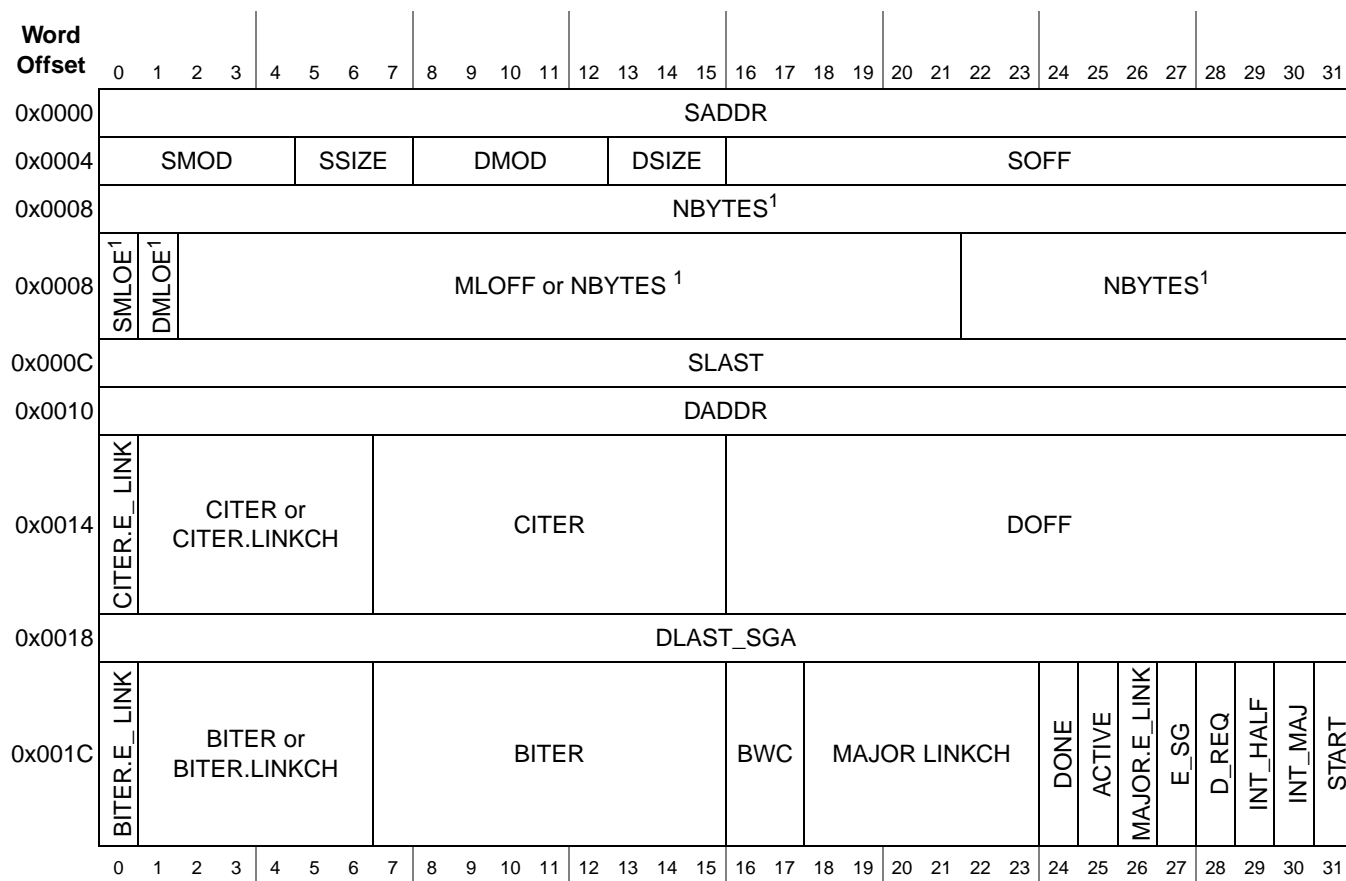 Word
Offset 0 1 2 3 4 5 6 7 8 9 10 11 12 13 14 15 16 17 18 19 20 21 22 23 24 25 26 27 28 29 30 31
0x0000 SADDR
0x0004 SMOD SSIZE DMOD DSIZE SOFF
0x0008 NBYTES1
0x0008 SMLOE1 DMLOE1 MLOFF or NBYTES 1 NBYTES1
0x000C SLAST
0x0010 DADDR
0x0014 CITER.E_ LINK CITER or
CITER.LINKCH CITER DOFF
0x0018 DLAST_SGA
0x001C BITER.E_ LINK BITER or
BITER.LINKCH BITER BWC MAJOR LINKCH DONE ACTIVE MAJOR.E_LINK E_SG D_REQ INT_HALF INT_MAJ START
0 1 2 3 4 5 6 7 8 9 10 11 12 13 14 15 16 17 18 19 20 21 22 23 24 25 26 27 28 29 30 31